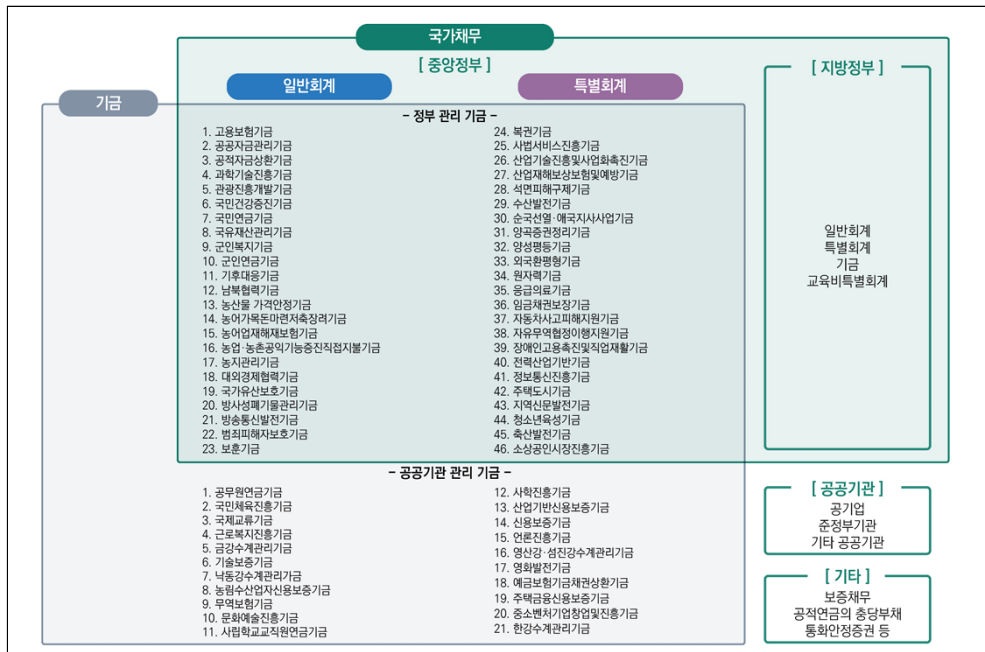 국가채무
[ 중앙정부 ]
일반회계
특별회계
기금
– 정부 관리 기금 –
1. 고용보험기금
2. 공공자금관리기금
3. 공적자금상환기금
4. 과학기술진흥기금
5. 관광진흥개발기금
6. 국민건강증진기금
7. 국민연금기금
8. 국유재산관리기금
9. 군인복지기금
10. 군인연금기금
11. 기후대응기금
12. 남북협력기금
13. 농산물 가격안정기금
14. 농어가목돈마련저축장려기금
15. 농어업재해재보험기금
16. 농업·농촌공익기능증진직접지불기금
17. 농지관리기금
18. 대외경제협력기금
19. 국가유산보호기금
20. 방사성폐기물관리기금
21. 방송통신발전기금
22. 범죄피해자보호기금
23. 보훈기금
24. 복권기금
25. 사법서비스진흥기금
26. 산업기술진흥및사업화촉진기금
27. 산업재해보상보험및예방기금
28. 석면피해구제기금
29. 수산발전기금
30. 순국선열·애국지사사업기금
31. 양곡증권정리기금
32. 양성평등기금
33. 외국환평형기금
34. 원자력기금
35. 응급의료기금
36. 임금채권보장기금
37. 자동차사고피해지원기금
38. 자유무역협정이행지원기금
39. 장애인고용촉진및직업재활기금
40. 전력산업기반기금
41. 정보통신진흥기금
42. 주택도시기금
43. 지역신문발전기금
44. 청소년육성기금
45. 축산발전기금
46. 소상공인시장진흥기금
[ 지방정부 ]
일반회계
특별회계
기금
교육비특별회계
– 공공기관 관리 기금 –
1. 공무원연금기금
2. 국민체육진흥기금
3. 국제교류기금
4. 근로복지진흥기금
5. 금강수계관리기금
6. 기술보증기금
7. 낙동강수계관리가금
8. 농림수산업자신용보증기금
9. 무역보험기금
10. 문화예술진흥기금
11. 사립학교교직원연금기금
12. 사학진흥기금
13. 산업기반신용보증기금
14. 신용보증기금
15. 언론진흥기금
16. 영산강·섬진강수계관리기금
17. 영화발전기금
18. 예금보험기금채권상환기금
19. 주택금융신용보증기금
20. 중소벤처기업창업및진흥기금
21. 한강수계관리기금
[ 공공기관 ]
공기업
준정부기관
기타 공공기관
[ 기타 ]
보증채무
공적연금의 충당부채
통화안정증권 등